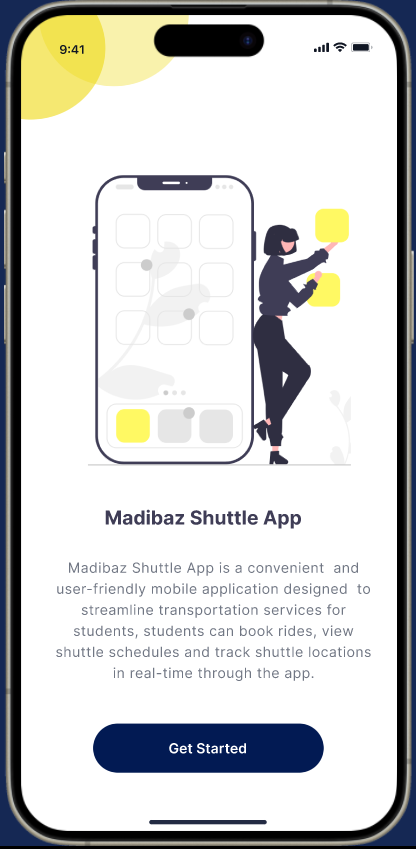 9:41
Madibaz Shuttle App
Madibaz Shuttle App is a convenient  and
user-friendly mobile application designed  to
streamline transportation services for
students, students can book rides, view
shuttle schedules and track shuttle locations
in real-time through the app.
Get Started